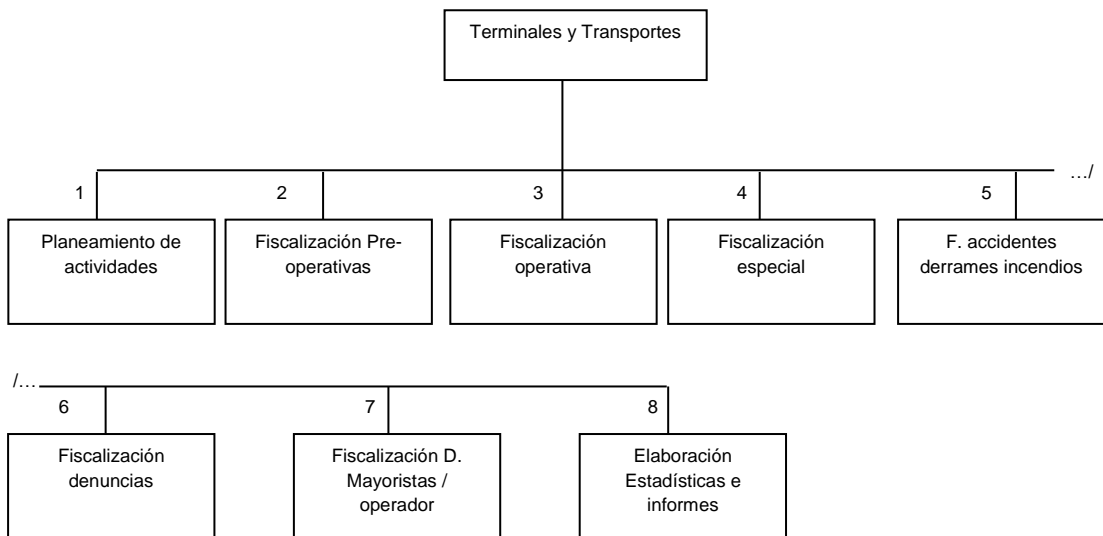 Terminales y Transportes
…/
1
2
3
4
5
Planeamiento de
actividades
Fiscalización Pre-
operativas
Fiscalización
operativa
Fiscalización
especial
F. accidentes
derrames incendios
/…
6
7
8
Fiscalización
denuncias
Fiscalización D.
Mayoristas /
operador
Elaboración
Estadísticas e
informes